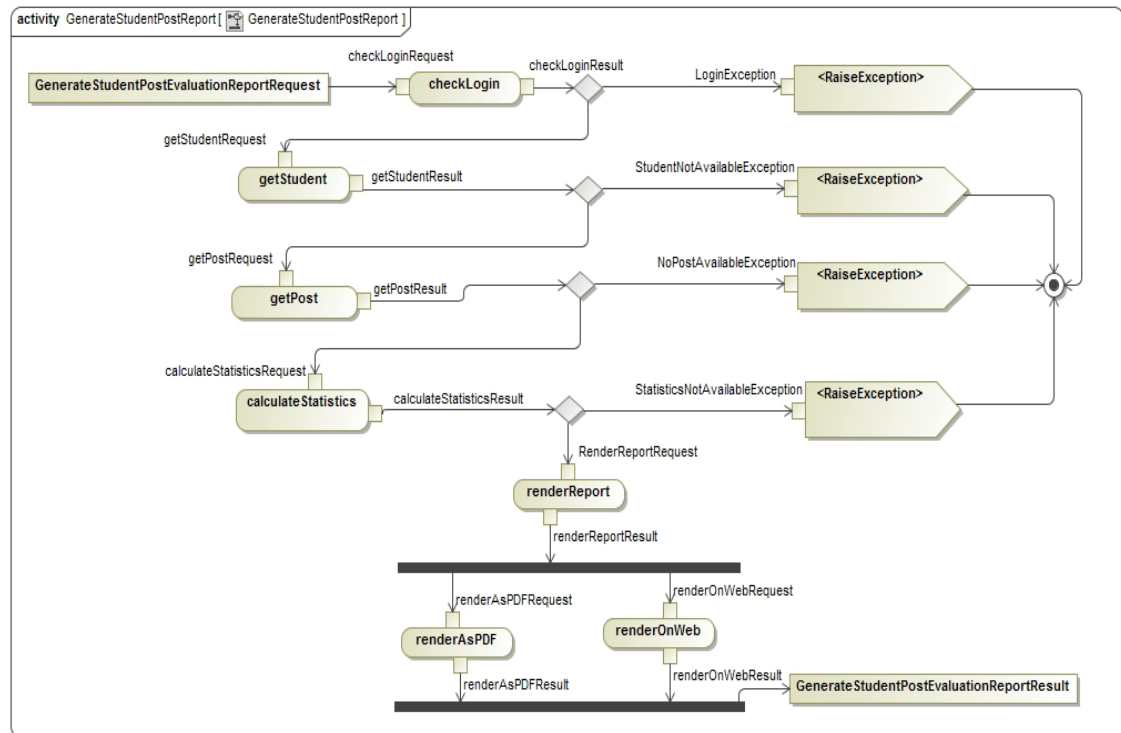 activity GenerateStudentPostReport [ GenerateStudentPostReport ]
checkLoginRequest
checkLoginResult
LoginException
<RaiseException>
GenerateStudentPostEvaluationReportRequest
checkLogin
getStudentRequest
getStudent
getStudentResult
StudentNotAvailableException
<RaiseException>
getPostRequest
getPost
getPostResult
NoPostAvailableException
<RaiseException>
calculateStatisticsRequest
calculateStatistics
calculateStatisticsResult
StatisticsNotAvailableException
<RaiseException>
RenderReportRequest
renderReport
renderReportResult
renderAsPDFRequest
renderOnWebRequest
renderAsPDF
renderOnWeb
renderAsPDFResult
renderOnWebResult
GenerateStudentPostEvaluationReportResult